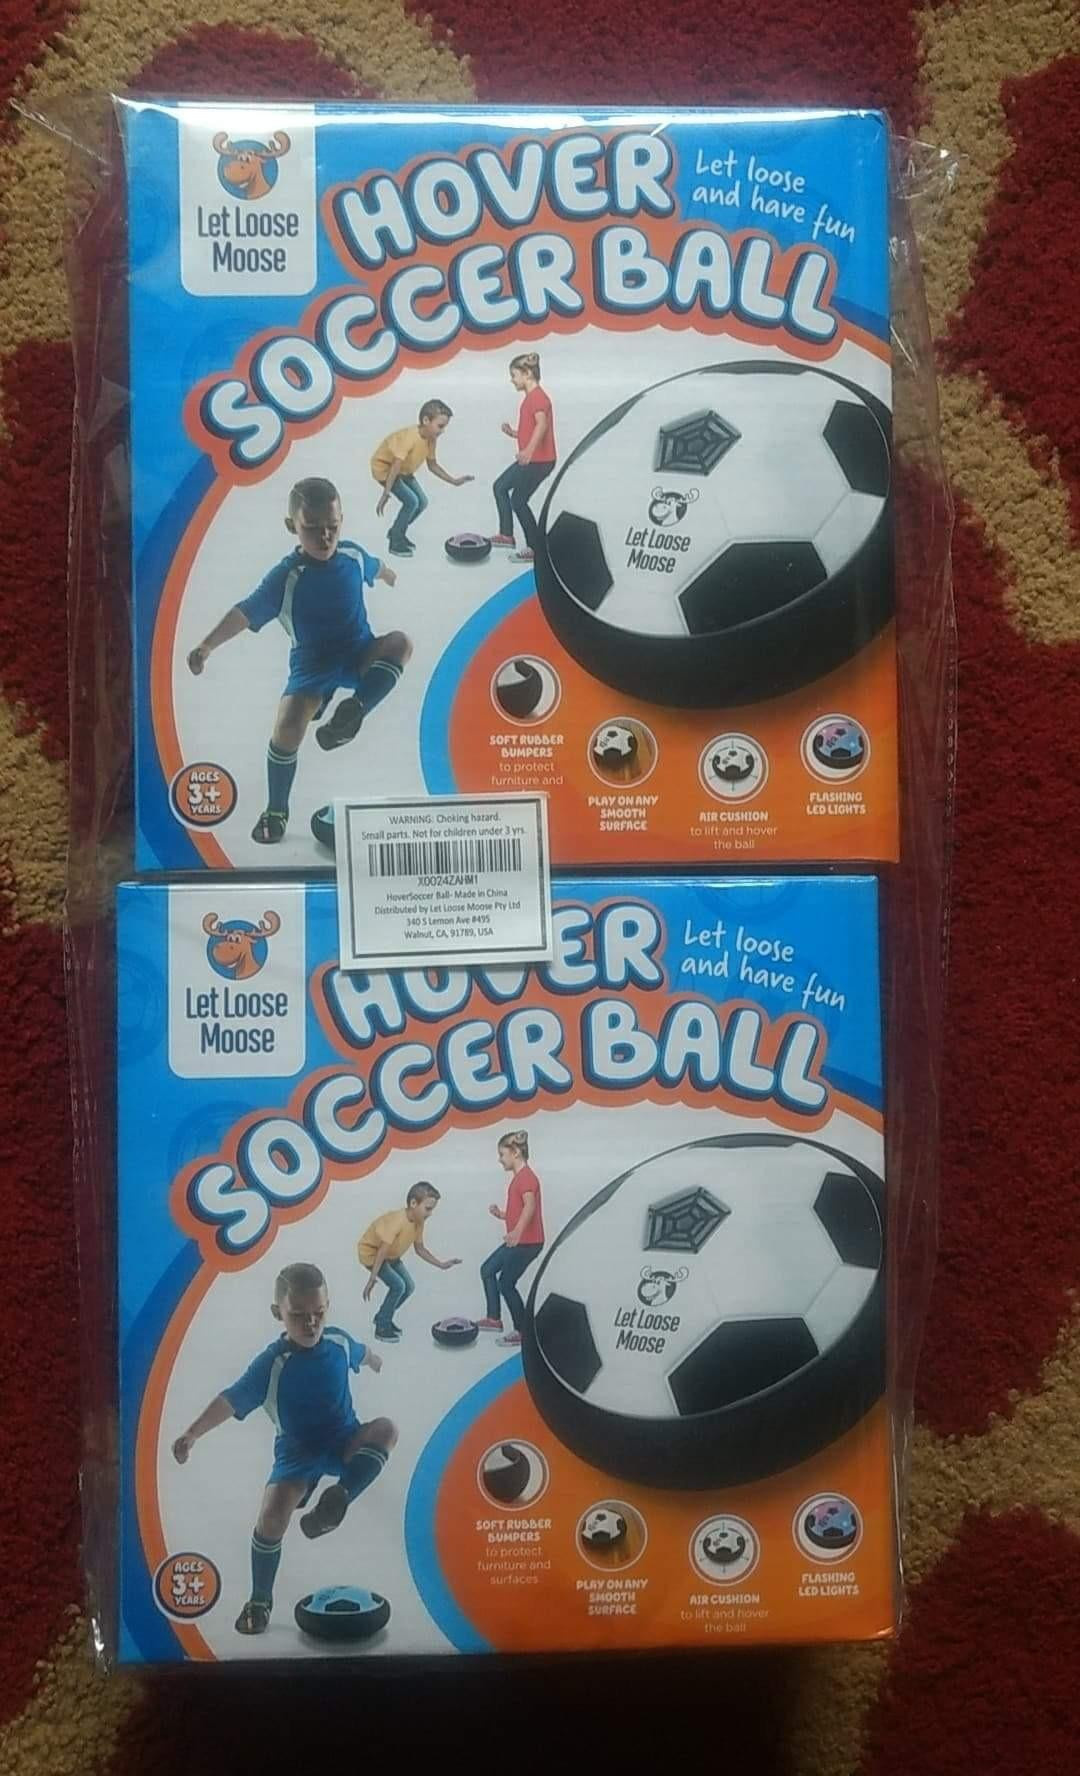 Let Loose
Moose
HOVER
SOCCER BALL
Let loose
and have fun
Let Loose
Moose
SOFT RUBBER
BUMPERS
to protect
furniture and
PLAY ON ANY
SMOOTH
SURFACE
AIR CUSHION
to lift and hover
the ball
FLASHING
LED LIGHTS
AGES
3+
YEARS
WARNING: Choking hazard.
Small parts. Not for children under 3 yrs.
X0024ZAHM1
HoverSoccer Ball- Made in China
Distributed by Let Loose Moose Pty Ltd
340 S Lemon Ave #495
Walnut, CA, 91789, USA
Let Loose
Moose
HOVER
SOCCER BALL
Let loose
and have fun
Let Loose
Moose
SOFT RUBBER
BUMPERS
to protect
furniture and
surfaces
PLAY ON ANY
SMOOTH
SURFACE
AIR CUSHION
to lift and hover
the ball
FLASHING
LED LIGHTS
AGES
3+
YEARS